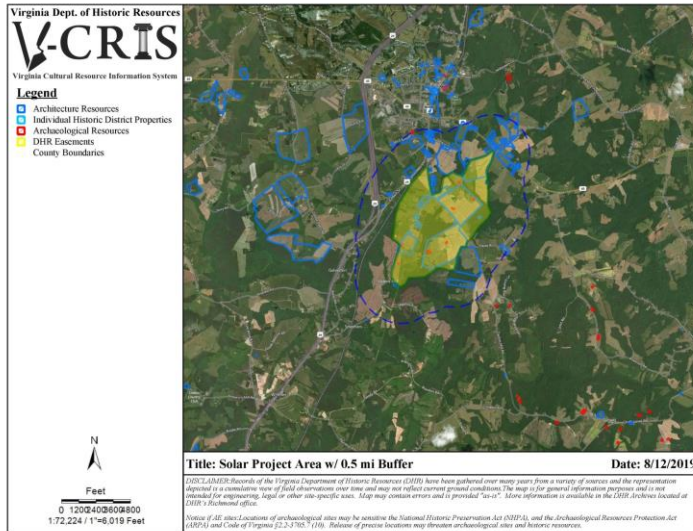 Virginia Dept. of Historic Resources
V-CRIS
Virginia Cultural Resource Information System
Legend
Architecture Resources
Individual Historic District Properties
Archaeological Resources
DHR Easements
County Boundaries
N
Feet
0 1200 2400 3600 4800
1:72,224 / 1"=6,019 Feet
Title: Solar Project Area w/ 0.5 mi Buffer
Date: 8/12/2019
DISCLAIMER:Records of the Virginia Department of Historic Resources (DHR) have been gathered over many years from a variety of sources and the representation
depicted is a cumulative view of field observations over time and may not reflect current ground conditions.The map is for general information purposes and is not
intended for engineering, legal or other site-specific uses. Map may contain errors and is provided "as-is". More information is available in the DHR Archives located at
DHR's Richmond office.
Notice if AE sites:Locations of archaeological sites may be sensitive the National Historic Preservation Act (NHPA), and the Archaeological Resources Protection Act
(ARPA) and Code of Virginia §2.2-3705.7 (10). Release of precise locations may threaten archaeological sites and historic resources.